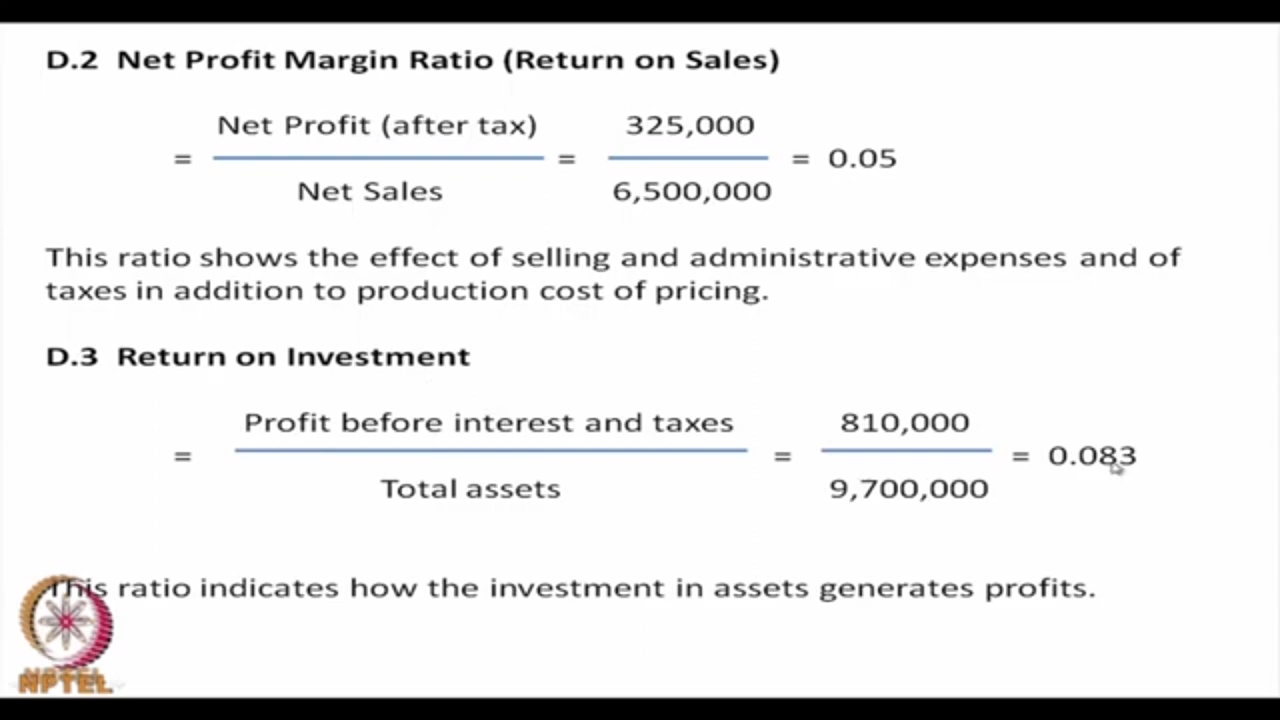 D.2 Net Profit Margin Ratio (Return on Sales)
= Net Profit (after tax) = 325,000 = 0.05
Net Sales 6,500,000
This ratio shows the effect of selling and administrative expenses and of
taxes in addition to production cost of pricing.
D.3 Return on Investment
= Profit before interest and taxes = 810,000 = 0.083
Total assets 9,700,000
This ratio indicates how the investment in assets generates profits.
NPTEL